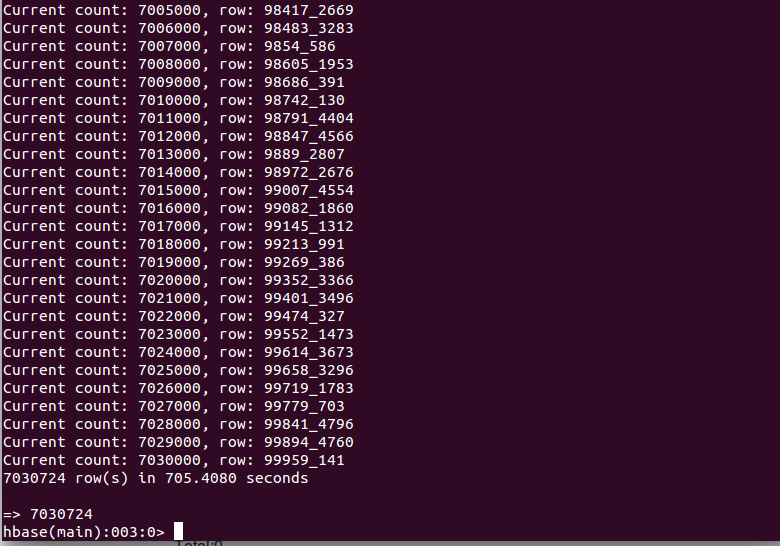 Current count: 7005000, row: 98417_2669
Current count: 7006000, row: 98483_3283
Current count: 7007000, row: 9854_586
Current count: 7008000, row: 98605_1953
Current count: 7009000, row: 98686_391
Current count: 7010000, row: 98742_130
Current count: 7011000, row: 98791_4404
Current count: 7012000, row: 98847_4566
Current count: 7013000, row: 9889_2807
Current count: 7014000, row: 98972_2676
Current count: 7015000, row: 99007_4554
Current count: 7016000, row: 99082_1860
Current count: 7017000, row: 99145_1312
Current count: 7018000, row: 99213_991
Current count: 7019000, row: 99269_386
Current count: 7020000, row: 99352_3366
Current count: 7021000, row: 99401_3496
Current count: 7022000, row: 99474_327
Current count: 7023000, row: 99552_1473
Current count: 7024000, row: 99614_3673
Current count: 7025000, row: 99658_3296
Current count: 7026000, row: 99719_1783
Current count: 7027000, row: 99779_703
Current count: 7028000, row: 99841_4796
Current count: 7029000, row: 99894_4760
Current count: 7030000, row: 99959_141
7030724 row(s) in 705.4080 seconds
=> 7030724
hbase(main):003:0>